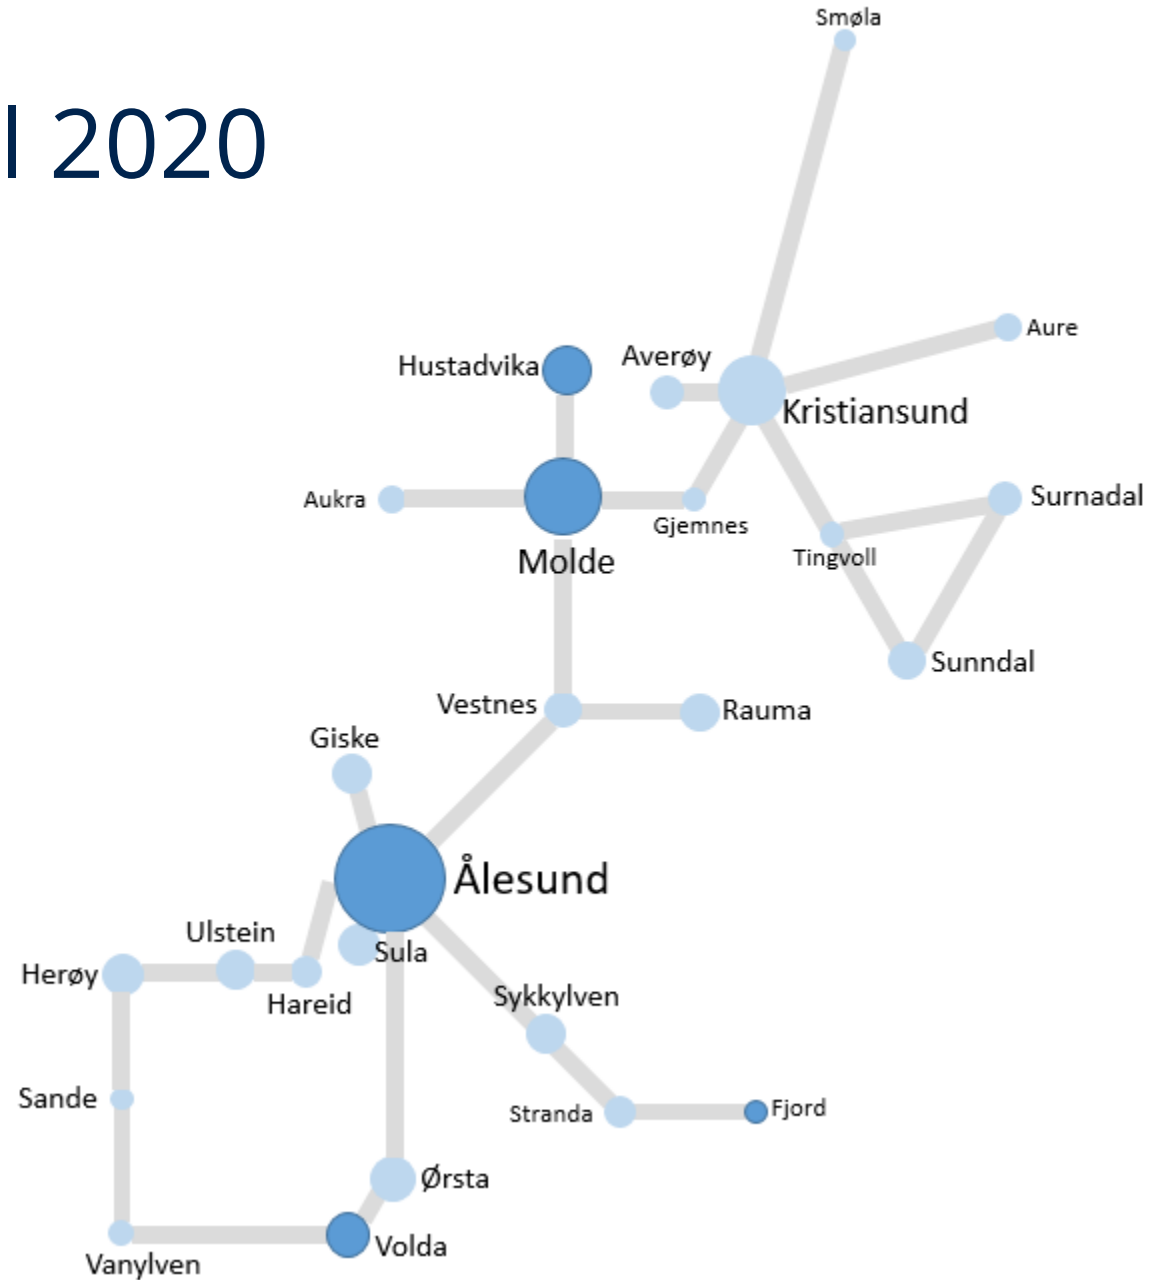 Smøla
l 2020
Aure
Averøy
Hustadvika
Kristiansund
Surnadal
Aukra
Gjemnes
Tingvoll
Molde
Sunndal
Vestnes
Rauma
Giske
Ålesund
Ulstein
Sula
Herøy
Hareid
Sykkylven
Sande
Stranda
Fjord
Ørsta
Volda
Vanylven